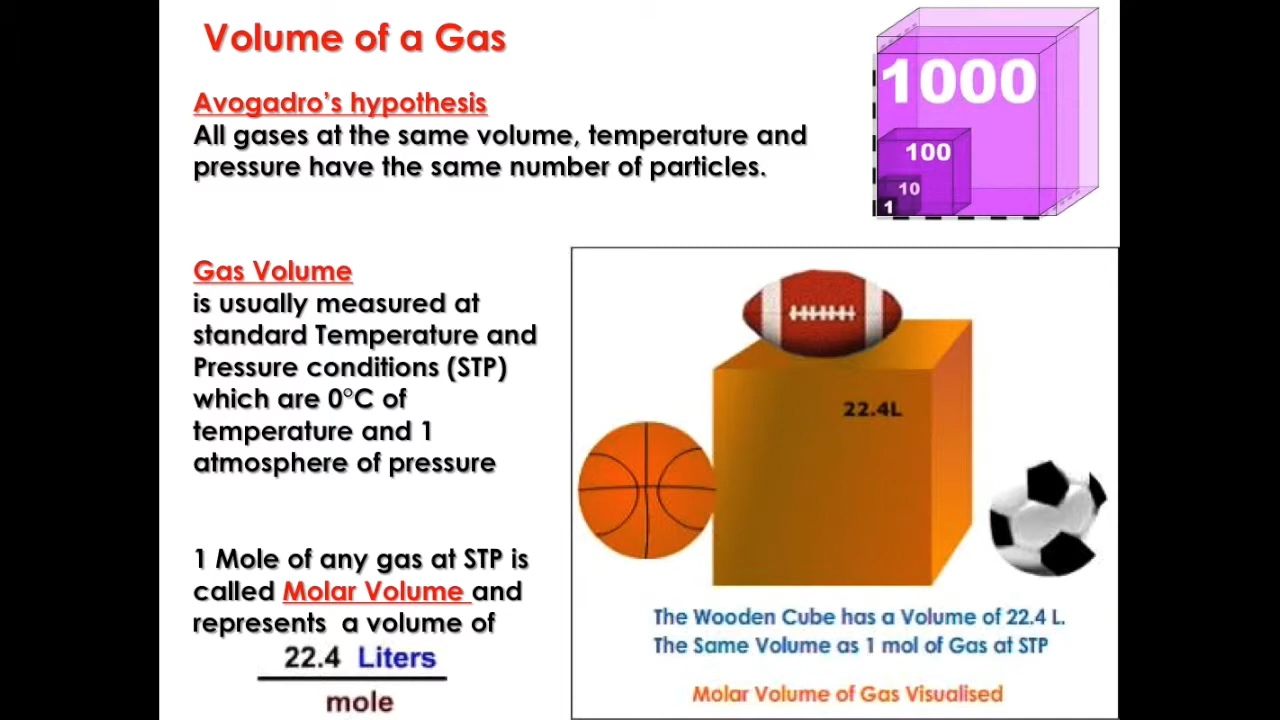 Volume of a Gas
1000
100
10
1
Avogadro's hypothesis
All gases at the same volume, temperature and
pressure have the same number of particles.
Gas Volume
is usually measured at
standard Temperature and
Pressure conditions (STP)
which are 0°C of
temperature and 1
atmosphere of pressure
1 Mole of any gas at STP is
called Molar Volume and
represents a volume of
22.4 Liters
mole
22.4L
The Wooden Cube has a Volume of 22.4 L.
The Same Volume as 1 mol of Gas at STP
Molar Volume of Gas Visualised